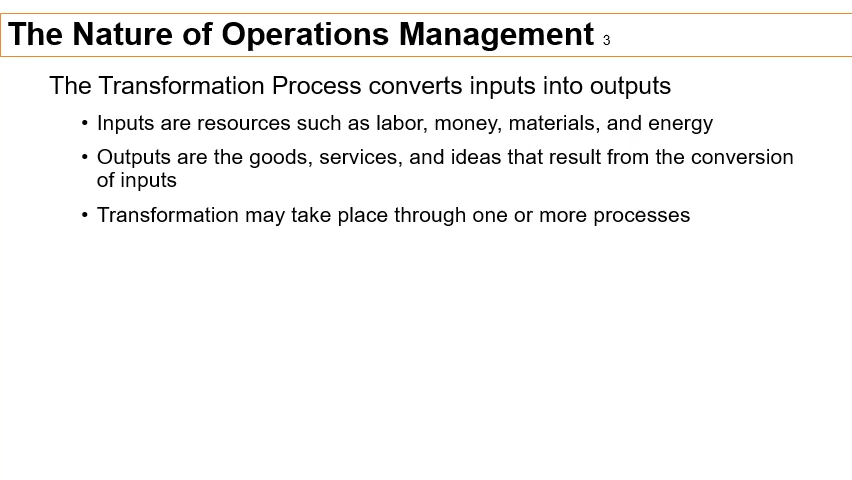 The Nature of Operations Management 3
The Transformation Process converts inputs into outputs
• Inputs are resources such as labor, money, materials, and energy
• Outputs are the goods, services, and ideas that result from the conversion
of inputs
• Transformation may take place through one or more processes